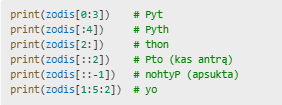 print(zodis[0:3])    # Pyt
print(zodis[:4])     # Pyth
print(zodis[2:])     # thon
print(zodis[::2])    # Pto (kas antrą)
print(zodis[::-1])   # nohtyP (apsukta)
print(zodis[1:5:2])  # yo